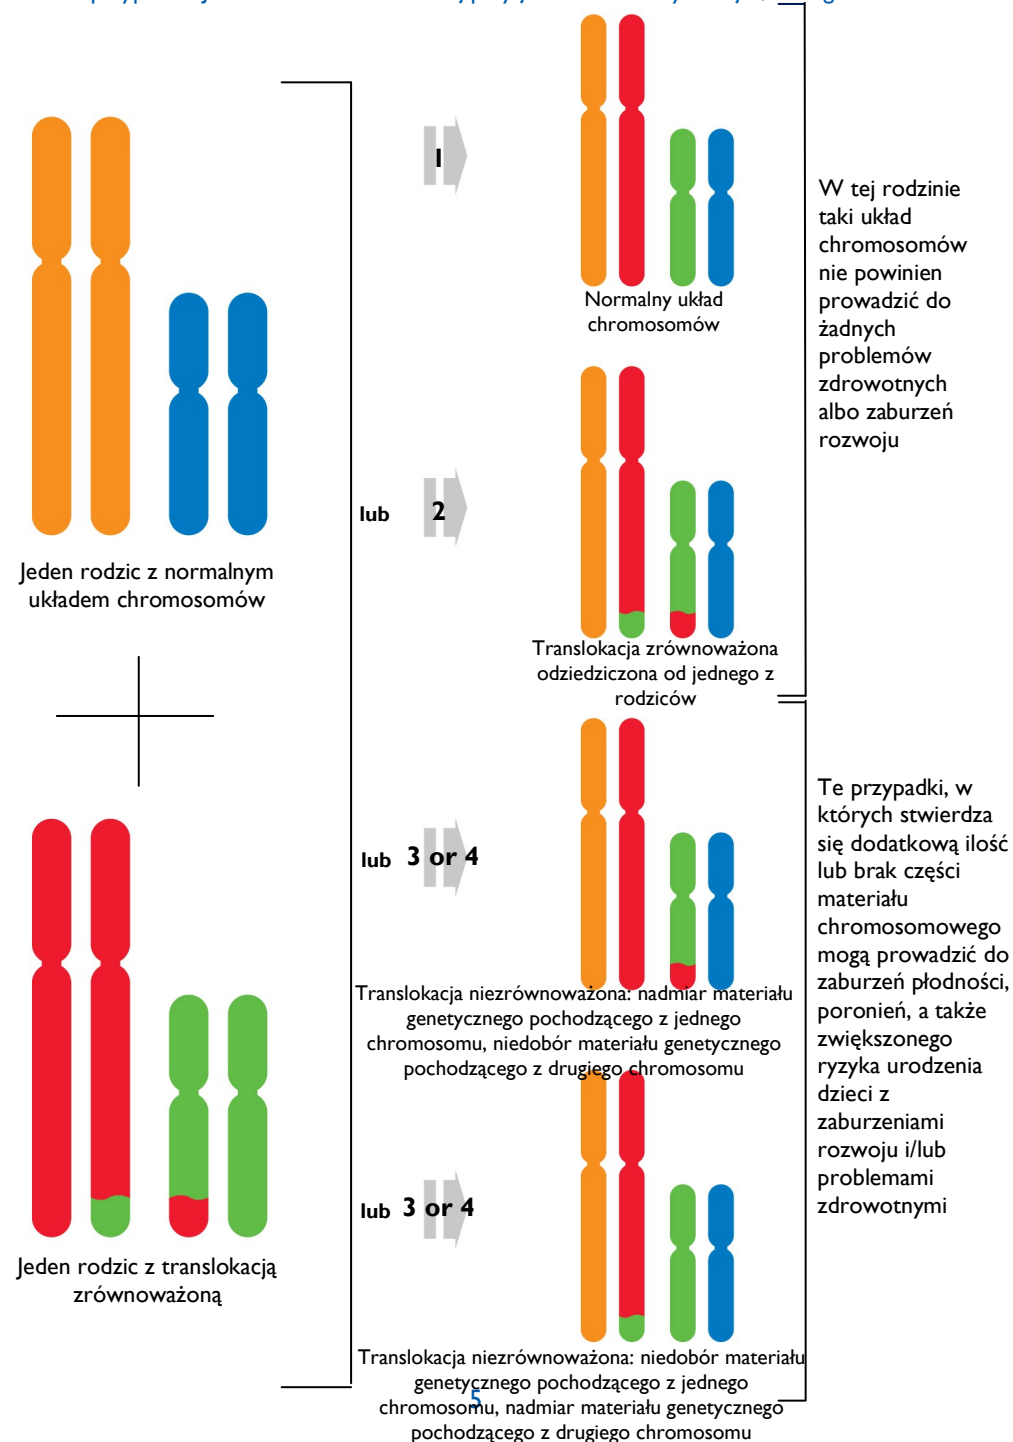 Jeden rodzic z normalnym
układem chromosomów
Jeden rodzic z translokacją
zrównoważoną
1
Normalny układ
chromosomów
lub 2
Translokacja zrównoważona
odziedziczona od jednego z
rodziców
lub 3 or 4
Translokacja niezrównoważona: nadmiar materiału
genetycznego pochodzącego z jednego
chromosomu, niedobór materiału genetycznego
pochodzącego z drugiego chromosomu
lub 3 or 4
Translokacja niezrównoważona: niedobór materiału
genetycznego pochodzącego z jednego
chromosomu, nadmiar materiału genetycznego
pochodzącego z drugiego chromosomu
W tej rodzinie
taki układ
chromosomów
nie powinien
prowadzić do
żadnych
problemów
zdrowotnych
albo zaburzeń
rozwoju
Te przypadki, w
których stwierdza
się dodatkową ilość
lub brak części
materiału
chromosomowego
mogą prowadzić do
zaburzeń płodności,
poronień, a także
zwiększonego
ryzyka urodzenia
dzieci z
zaburzeniami
rozwoju i/lub
problemami
zdrowotnymi
5